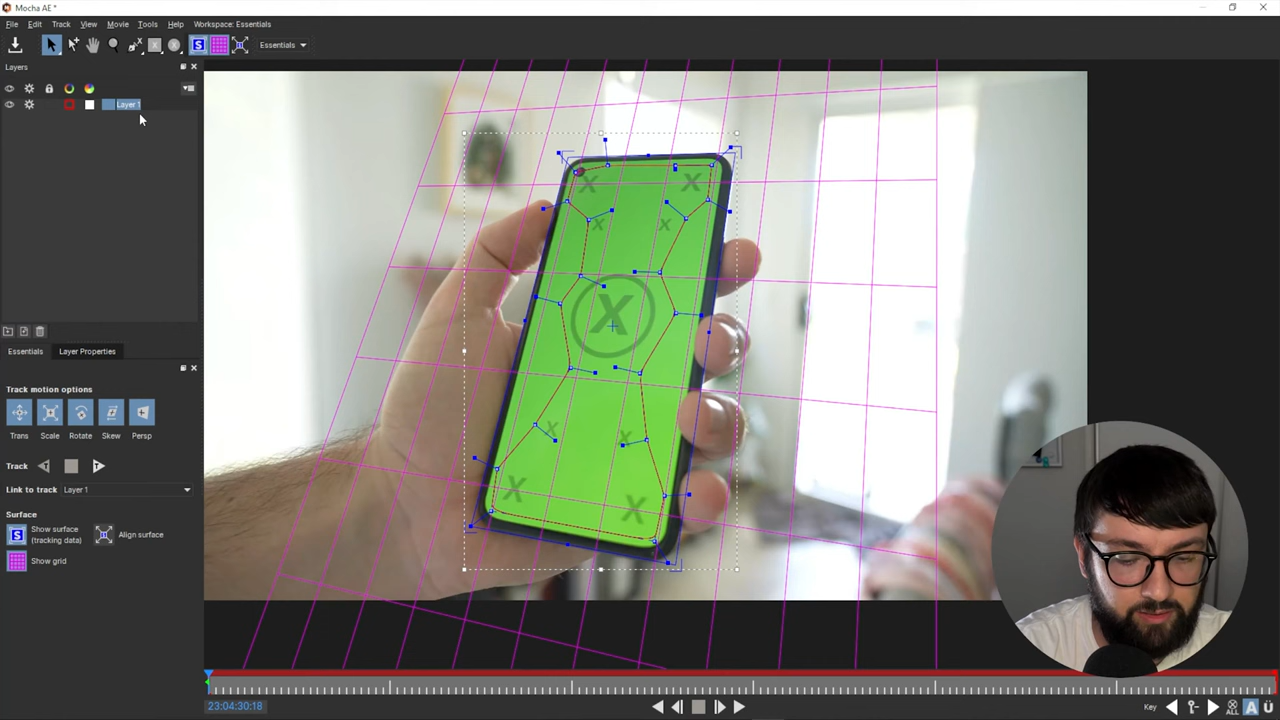 Mocha AE *
File Edit Track View Movie Tools Help Workspace: Essentials
S Essentials
Layers
Layer 1
Essentials Layer Properties
Track motion options
Trans Scale Rotate Skew Persp
Track
Link to track Layer 1
Surface
S Show surface (tracking data) Align surface
Show grid
X X
X X
X
X X
X X
23:04:30:18
Key ALL A Ü